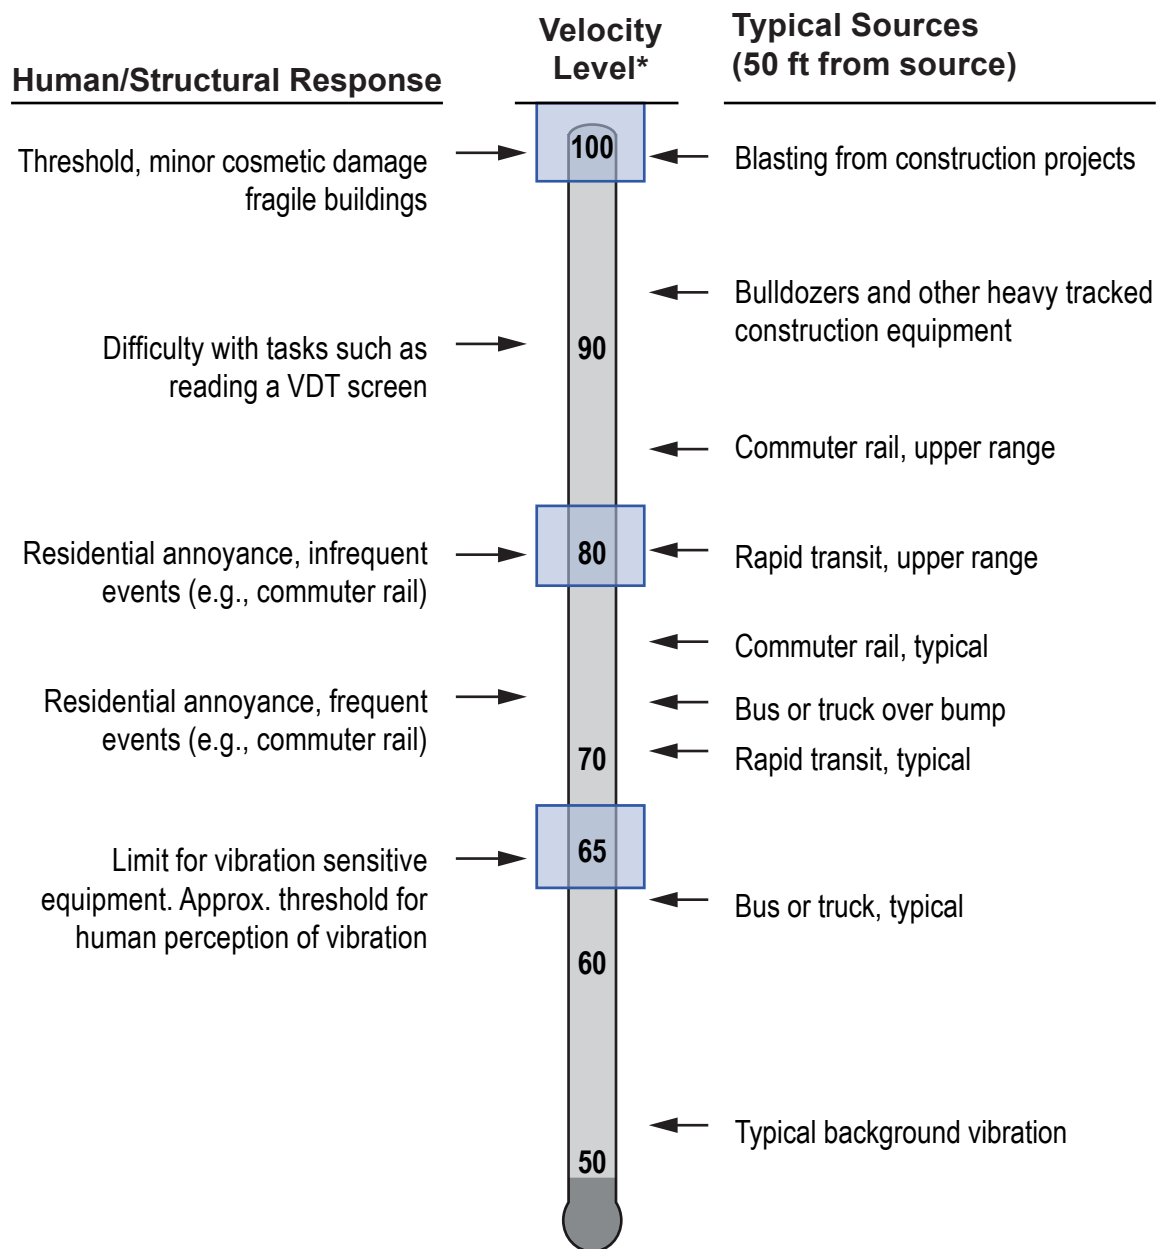 Human/Structural Response
Velocity
Level*
Typical Sources
(50 ft from source)
Threshold, minor cosmetic damage
fragile buildings
100
Blasting from construction projects
Bulldozers and other heavy tracked
construction equipment
Difficulty with tasks such as
reading a VDT screen
90
Commuter rail, upper range
Residential annoyance, infrequent
events (e.g., commuter rail)
80
Rapid transit, upper range
Commuter rail, typical
Residential annoyance, frequent
events (e.g., commuter rail)
Bus or truck over bump
70
Rapid transit, typical
65
Limit for vibration sensitive
equipment. Approx. threshold for
human perception of vibration
Bus or truck, typical
60
Typical background vibration
50